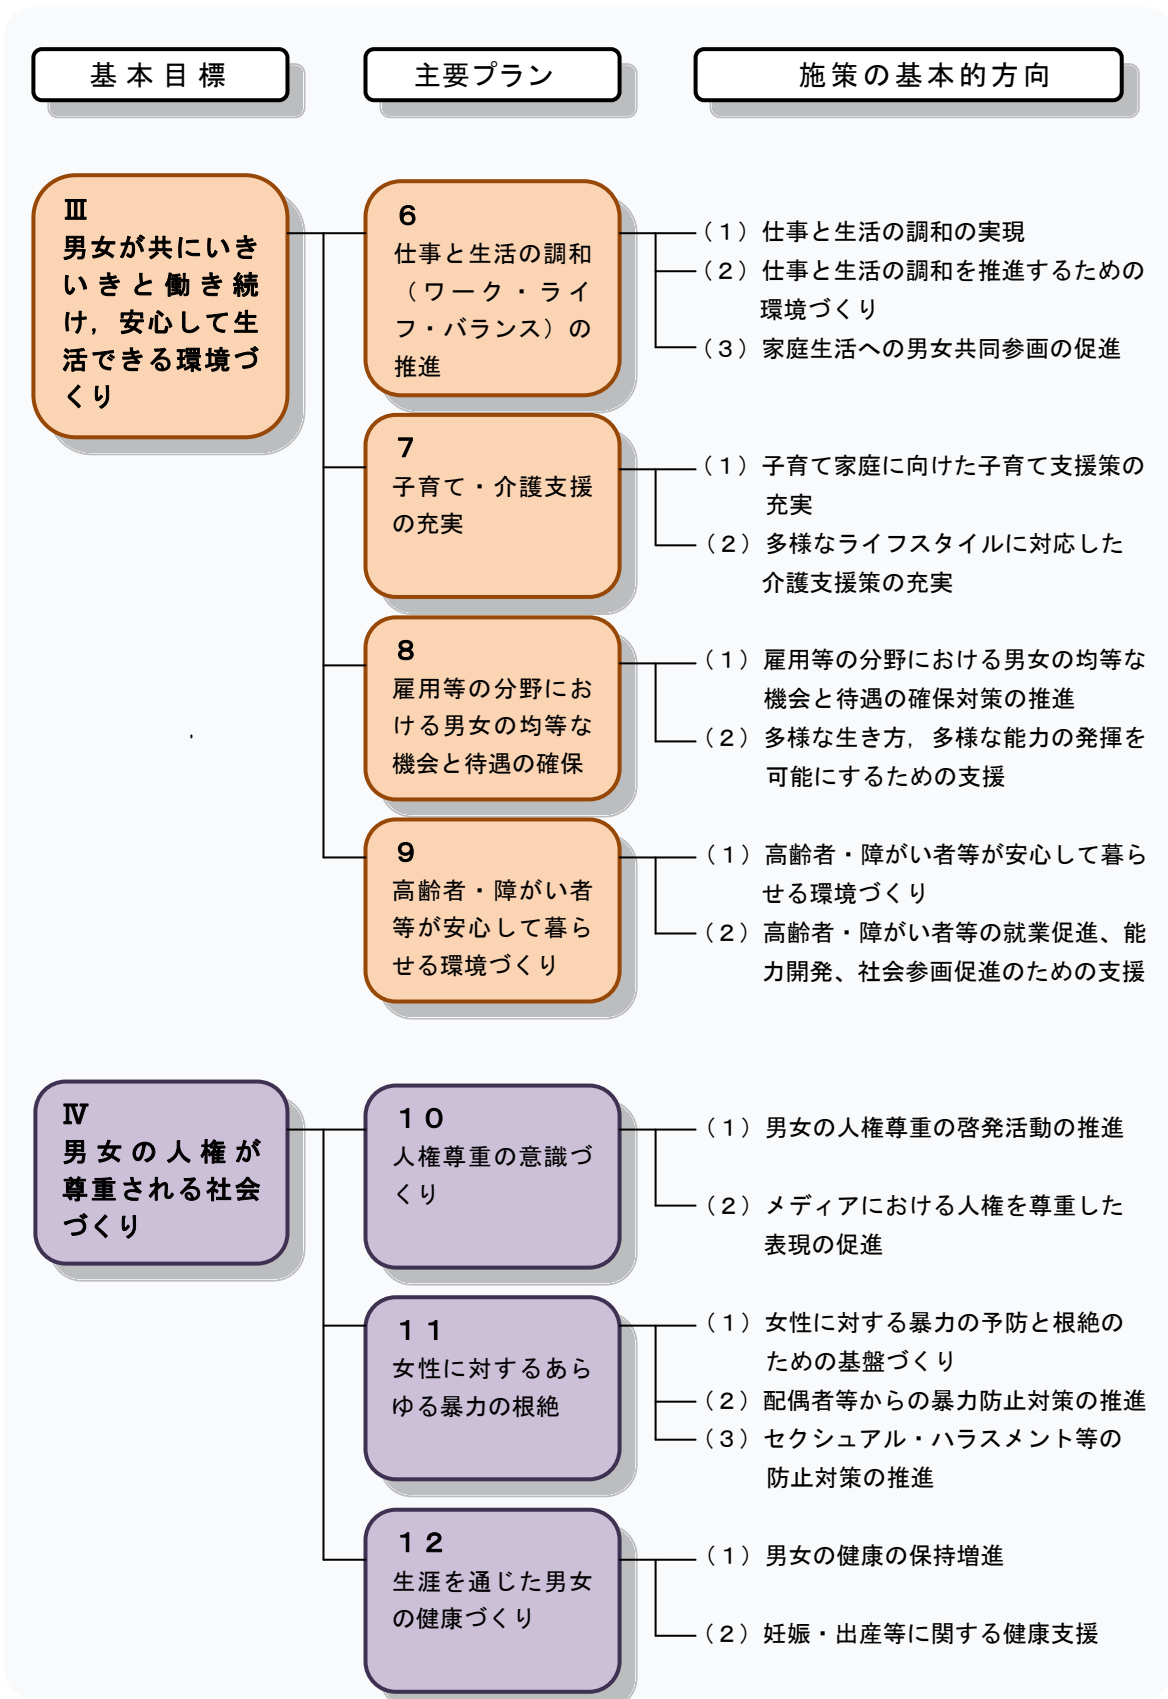 基本目標
主要プラン
施策の基本的方向
Ⅲ
男女が共にいき
いきと働き続
け，安心して生
活できる環境づ
くり
６
仕事と生活の調和
（ワーク・ライ
フ・バランス）の
推進
（１）仕事と生活の調和の実現
（２）仕事と生活の調和を推進するための
環境づくり
（３）家庭生活への男女共同参画の促進
７
子育て・介護支援
の充実
（１）子育て家庭に向けた子育て支援策の
充実
（２）多様なライフスタイルに対応した
介護支援策の充実
８
雇用等の分野にお
ける男女の均等な
機会と待遇の確保
（１）雇用等の分野における男女の均等な
機会と待遇の確保対策の推進
（２）多様な生き方，多様な能力の発揮を
可能にするための支援
９
高齢者・障がい者
等が安心して暮ら
せる環境づくり
（１）高齢者・障がい者等が安心して暮ら
せる環境づくり
（２）高齢者・障がい者等の就業促進、能
力開発、社会参画促進のための支援
Ⅳ
男女の人権が
尊重される社会
づくり
１０
人権尊重の意識づ
くり
（１）男女の人権尊重の啓発活動の推進
（２）メディアにおける人権を尊重した
表現の促進
１１
女性に対するあら
ゆる暴力の根絶
（１）女性に対する暴力の予防と根絶の
ための基盤づくり
（２）配偶者等からの暴力防止対策の推進
（３）セクシュアル・ハラスメント等の
防止対策の推進
１２
生涯を通じた男女
の健康づくり
（１）男女の健康の保持増進
（２）妊娠・出産等に関する健康支援